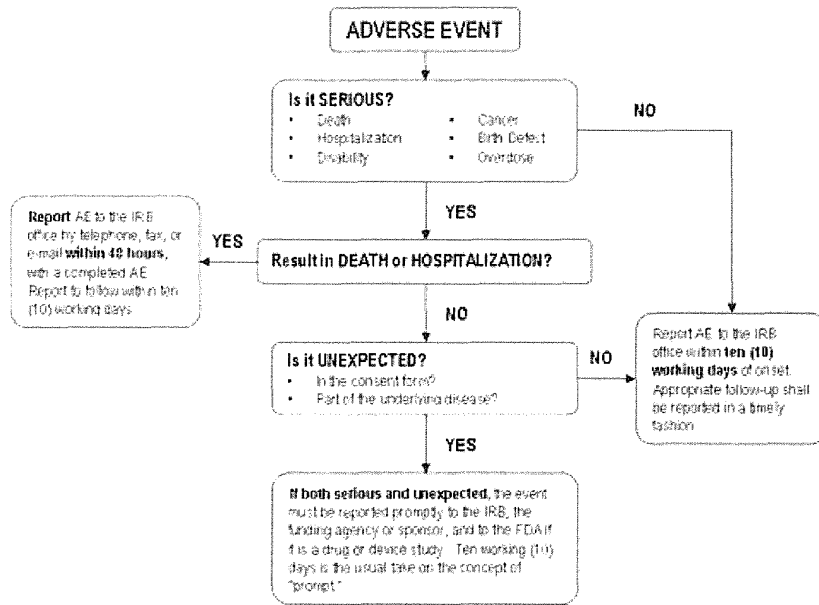 ADVERSE EVENT
Is it SERIOUS?
• Death
• Hospitalization
• Disability
• Cancer
• Birth Defect
• Overdose
NO
YES
Report AE to the IRB
office by telephone, fax, or
e-mail within 48 hours,
with a completed AE
Report to follow within ten
(10) working days
YES
Result in DEATH or HOSPITALIZATION?
NO
Is it UNEXPECTED?
• In the consent form?
• Part of the underlying disease?
NO
Report AE to the IRB
office within ten (10)
working days of onset.
Appropriate follow-up shall
be reported in a timely
fashion
YES
If both serious and unexpected, the event
must be reported promptly to the IRB, the
funding agency or sponsor, and to the FDA if
it is a drug or device study. Ten working (10)
days is the usual take on the concept of
"prompt."